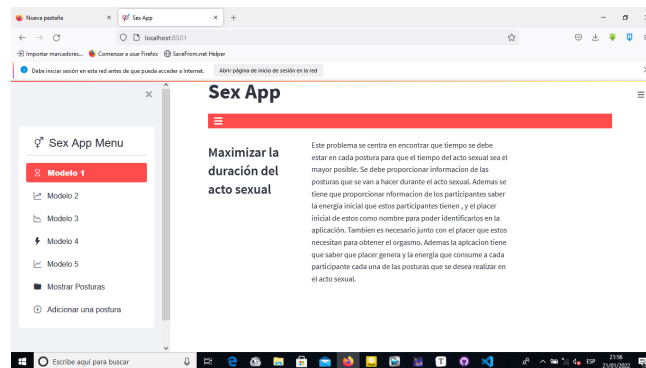 Nueva pestaña
Sex App
localhost:8501
Importar marcadores...
Comenzar a usar Firefox
SaveFrom.net Helper
Debe iniciar sesión en esta red antes de que pueda acceder a Internet.
Abrir página de inicio de sesión en la red
Sex App
Sex App Menu
Modelo 1
Modelo 2
Modelo 3
Modelo 4
Modelo 5
Mostrar Posturas
Adicionar una postura
Maximizar la
duración del
acto sexual
Este problema se centra en encontrar que tiempo se debe
estar en cada postura para que el tiempo del acto sexual sea el
mayor posible. Se debe proporcionar informacion de las
posturas que se van a hacer durante el acto sexual. Ademas se
tiene que proporcionar nformacion de los participantes saber
la energia inicial que estos participantes tienen , y el placer
inicial de estos como nombre para poder identificarlos en la
aplicación. Tambien es necesario junto con el placer que estos
necesitan para obtener el orgasmo. Ademas la aplcacion tiene
que saber que placer genera y la energia que consume a cada
participante cada una de las posturas que se desea realizar en
el acto sexual.
Escribe aquí para buscar
ESP
21:56
21/01/2022